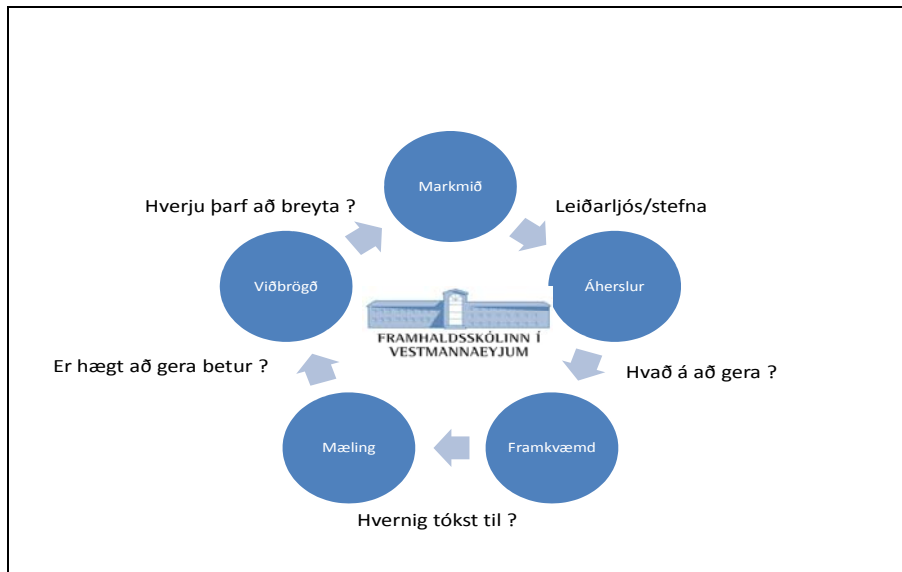 Markmið
Hverju þarf að breyta ?
Leiðarljós/stefna
Viðbrögð
Áherslur
FRAMHALDSSKÓLINN Í
VESTMANNAEYJUM
Er hægt að gera betur ?
Hvað á að gera ?
Mæling
Framkvæmd
Hvernig tókst til ?